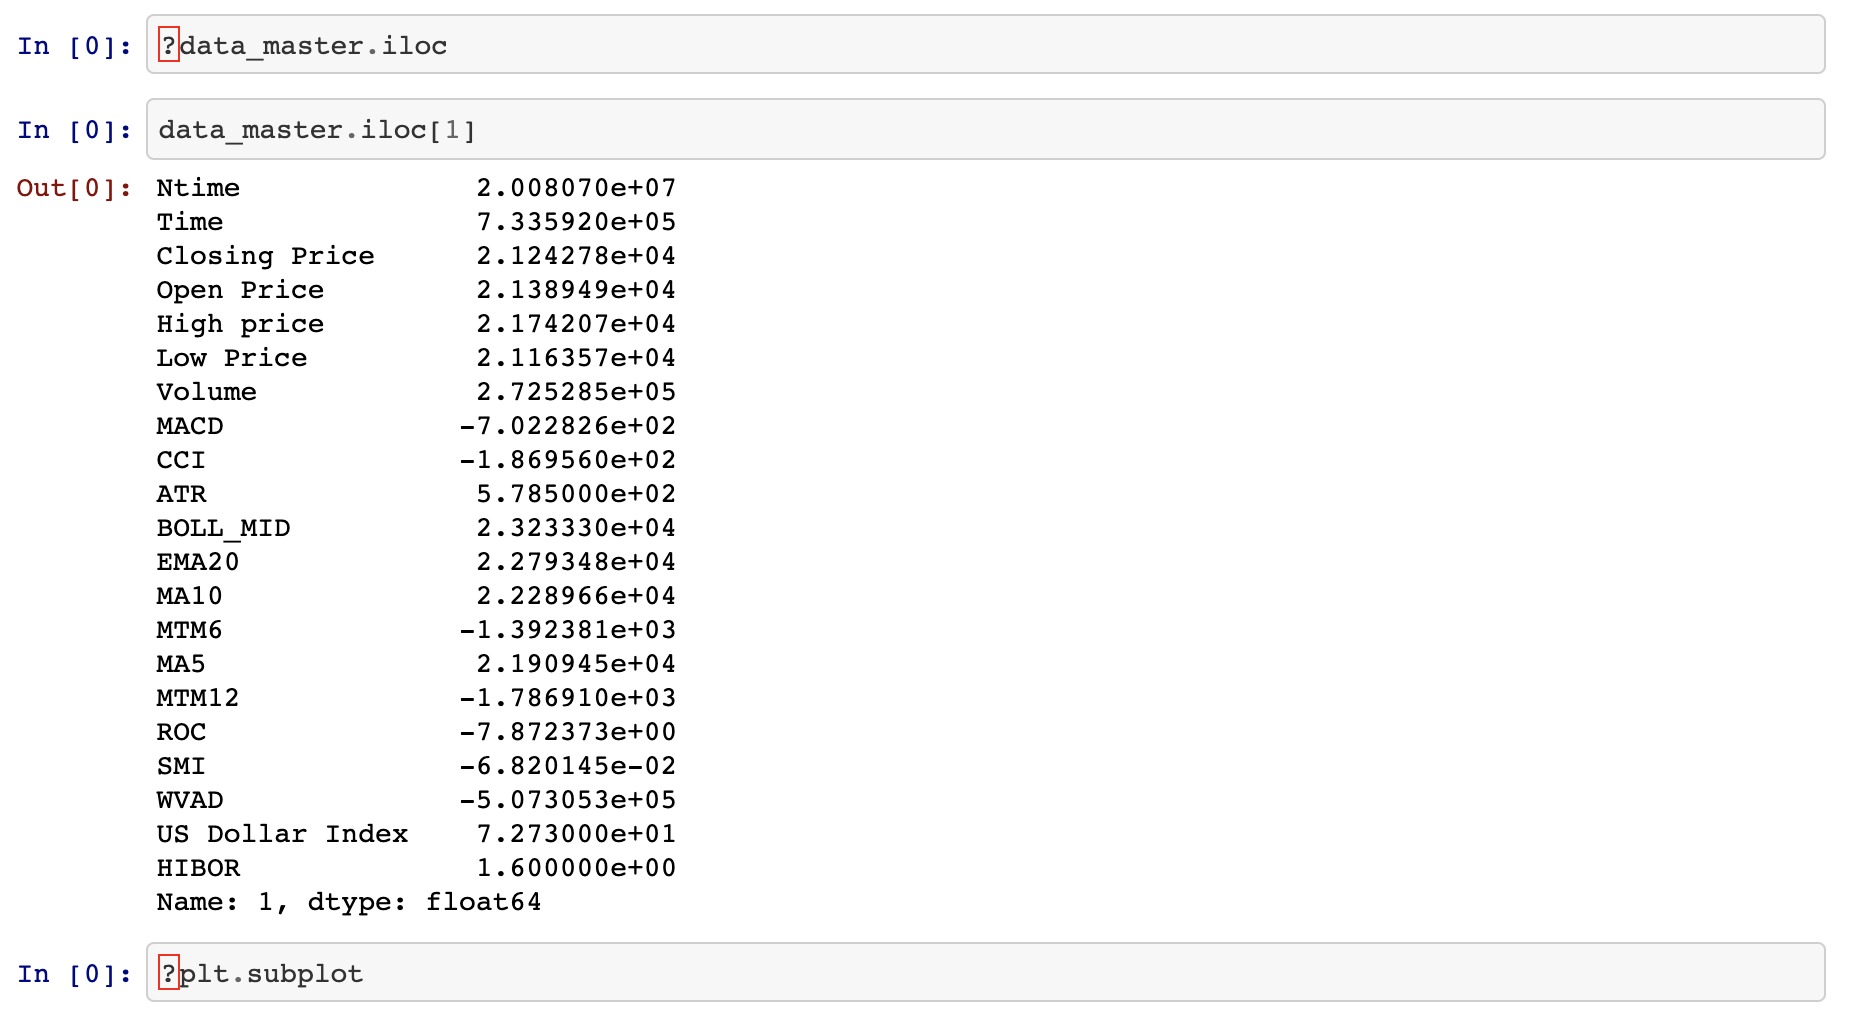 In [0]: ?data_master.iloc
In [0]: data_master.iloc[1]
Out[0]: Ntime 2.008070e+07
Time 7.335920e+05
Closing Price 2.124278e+04
Open Price 2.138949e+04
High price 2.174207e+04
Low Price 2.116357e+04
Volume 2.725285e+05
MACD -7.022826e+02
CCI -1.869560e+02
ATR 5.785000e+02
BOLL_MID 2.323330e+04
EMA20 2.279348e+04
MA10 2.228966e+04
MTM6 -1.392381e+03
MA5 2.190945e+04
MTM12 -1.786910e+03
ROC -7.872373e+00
SMI -6.820145e-02
WVAD -5.073053e+05
US Dollar Index 7.273000e+01
HIBOR 1.600000e+00
Name: 1, dtype: float64
In [0]: ?plt.subplot